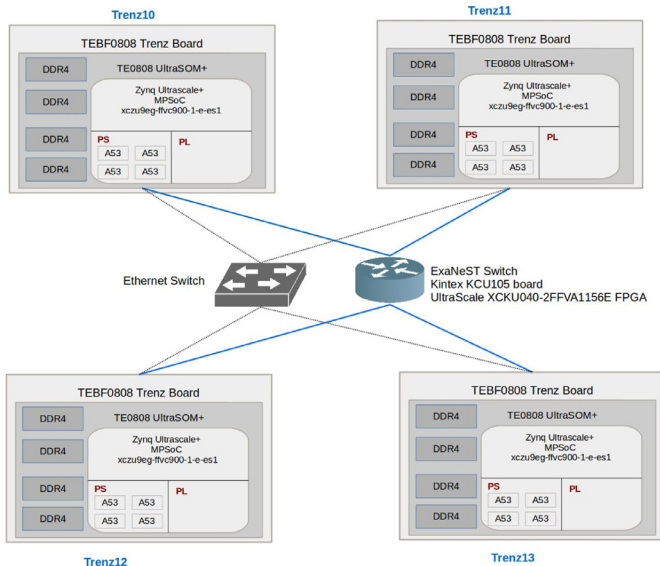 Trenz10
TEBF0808 Trenz Board
TE0808 UltraSOM+
DDR4
DDR4
DDR4
DDR4
Zynq Ultrascale+
MPSoC
xczu9eg-ffvc900-1-e-es1
PS
A53 A53
A53 A53
PL
Trenz11
TEBF0808 Trenz Board
TE0808 UltraSOM+
DDR4
DDR4
DDR4
DDR4
Zynq Ultrascale+
MPSoC
xczu9eg-ffvc900-1-e-es1
PS
A53 A53
A53 A53
PL
Ethernet Switch
ExaNeST Switch
Kintex KCU105 board
UltraScale XCKU040-2FFVA1156E FPGA
TEBF0808 Trenz Board
TE0808 UltraSOM+
DDR4
DDR4
DDR4
DDR4
Zynq Ultrascale+
MPSoC
xczu9eg-ffvc900-1-e-es1
PS
A53 A53
A53 A53
PL
Trenz12
TEBF0808 Trenz Board
TE0808 UltraSOM+
DDR4
DDR4
DDR4
DDR4
Zynq Ultrascale+
MPSoC
xczu9eg-ffvc900-1-e-es1
PS
A53 A53
A53 A53
PL
Trenz13